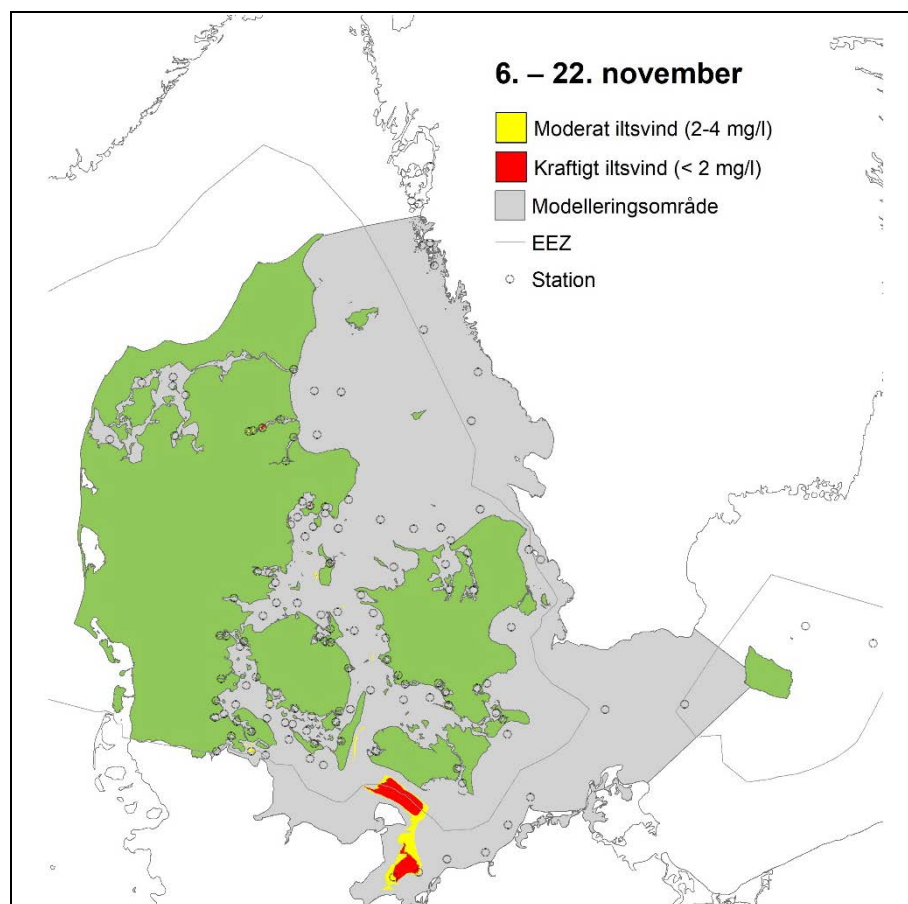 6. – 22. november
Moderat iltsvind (2-4 mg/l)
Kraftigt iltsvind (< 2 mg/l)
Modelleringsområde
EEZ
Station